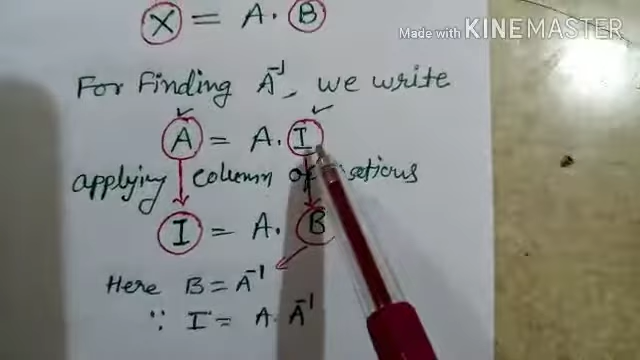 X = A · B
Made with KINEMASTER
For Finding A⁻¹, we write
A = A · I
applying column
I = A · B
Here B = A⁻¹
∵ I = A · A⁻¹